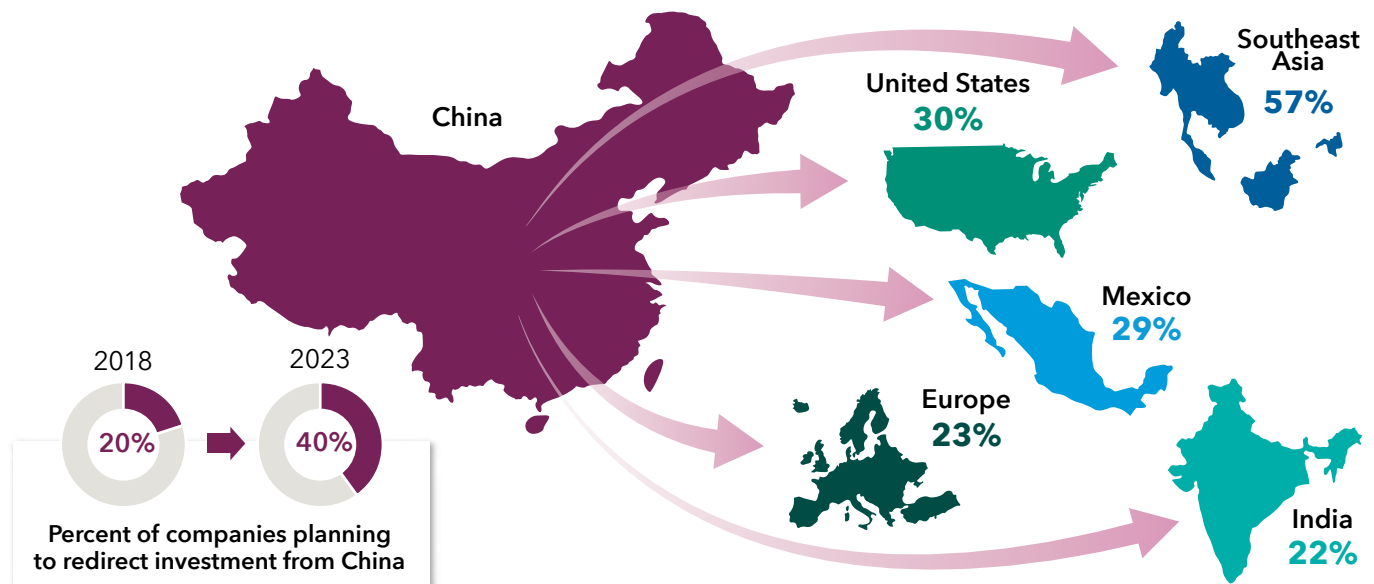 China
Southeast
Asia
57%
United States
30%
Mexico
29%
Europe
23%
India
22%
2018
2023
20%
40%
Percent of companies planning
to redirect investment from China